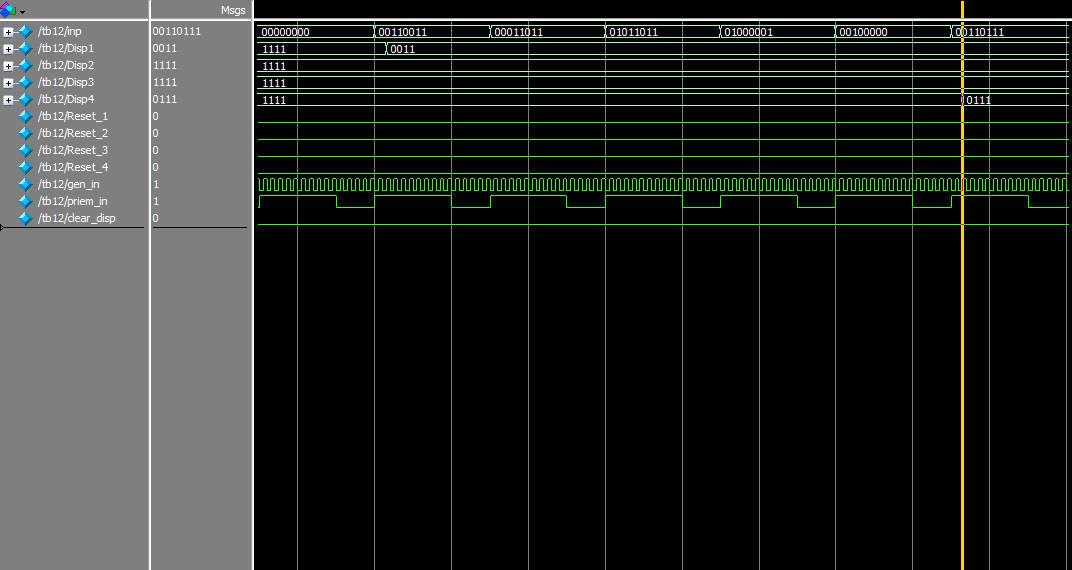 Msgs
/tb12/inp 00110111 00000000 00110011 00011011 01011011 01000001 00100000 00110111
/tb12/Disp1 0011 1111 0011
/tb12/Disp2 1111 1111
/tb12/Disp3 1111 1111
/tb12/Disp4 0111 1111 0111
/tb12/Reset_1 0
/tb12/Reset_2 0
/tb12/Reset_3 0
/tb12/Reset_4 0
/tb12/gen_in 1
/tb12/priem_in 1
/tb12/clear_disp 0